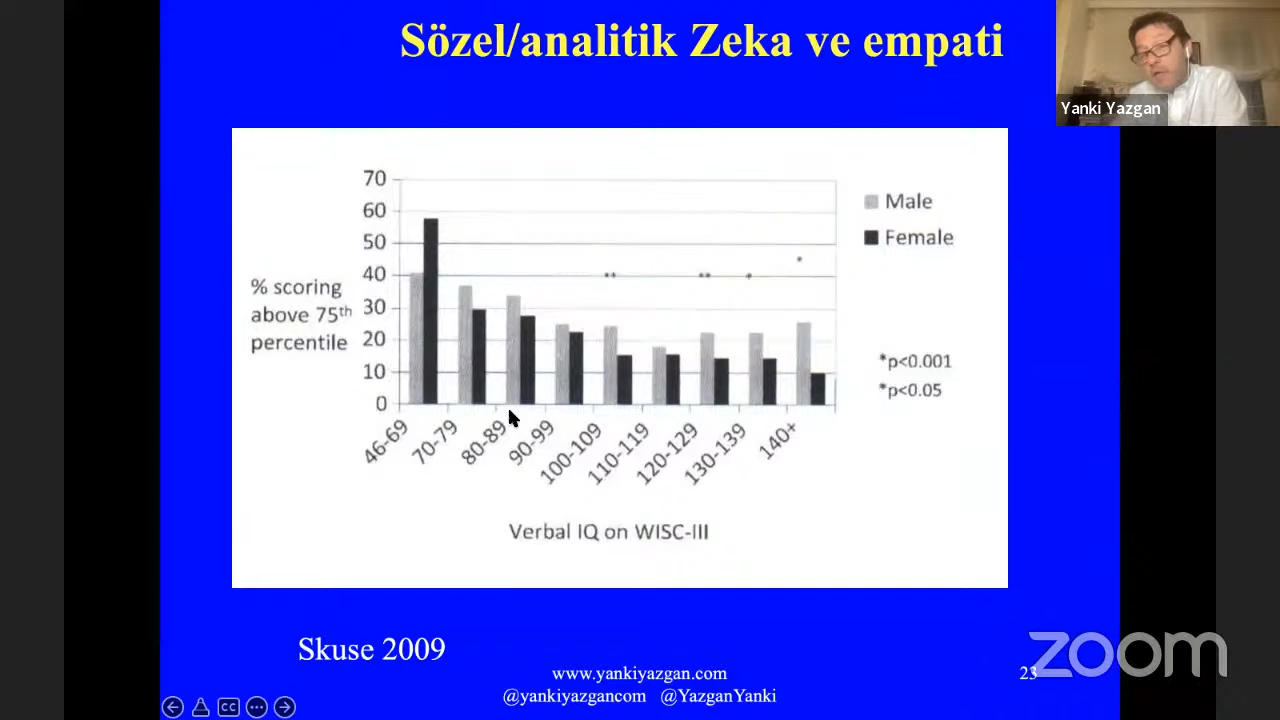 Sözel/analitik Zeka ve empati
Yanki Yazgan
70
60
50
40
30
20
10
0
% scoring
above 75th
percentile
** ** * *
Male
Female
*p<0.001
*p<0.05
46-69
70-79
80-89
90-99
100-109
110-119
120-129
130-139
140+
Verbal IQ on WISC-III
Skuse 2009
www.yankiyazgan.com
@yankiyazgancom @YazganYanki
23
zoom
CC